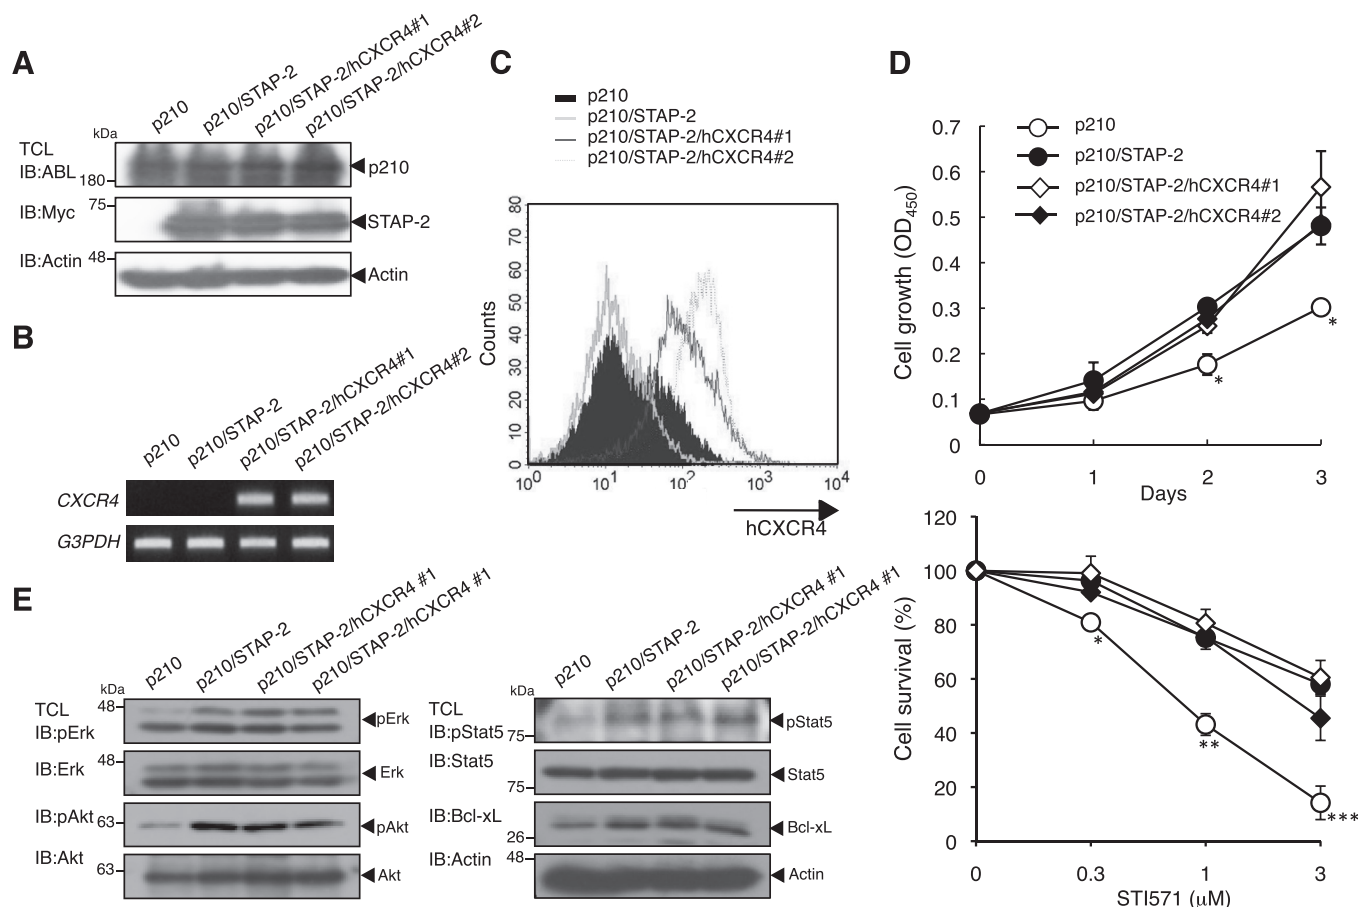 A
p210
p210/STAP-2
p210/STAP-2/hCXCR4#1
p210/STAP-2/hCXCR4#2
kDa
TCL
IB:ABL
180
p210
IB:Myc
75
STAP-2
IB:Actin
48
Actin
B
p210
p210/STAP-2
p210/STAP-2/hCXCR4#1
p210/STAP-2/hCXCR4#2
CXCR4
G3PDH
C
p210
p210/STAP-2
p210/STAP-2/hCXCR4#1
p210/STAP-2/hCXCR4#2
Counts
80
70
60
50
40
30
20
10
0
10^0
10^1
10^2
10^3
10^4
hCXCR4
D
p210
p210/STAP-2
p210/STAP-2/hCXCR4#1
p210/STAP-2/hCXCR4#2
Cell growth (OD450)
0.7
0.6
0.5
0.4
0.3
0.2
0.1
0
*
*
0
1
2
3
Days
Cell survival (%)
120
100
80
60
40
20
0
*
**
***
0
0.3
1
3
STI571 (μM)
E
p210
p210/STAP-2
p210/STAP-2/hCXCR4 #1
p210/STAP-2/hCXCR4 #1
kDa
TCL
IB:pErk
48
pErk
IB:Erk
48
Erk
IB:pAkt
63
pAkt
IB:Akt
63
Akt
p210
p210/STAP-2
p210/STAP-2/hCXCR4 #1
p210/STAP-2/hCXCR4 #1
kDa
TCL
IB:pStat5
75
pStat5
IB:Stat5
75
Stat5
IB:Bcl-xL
26
Bcl-xL
IB:Actin
48
Actin